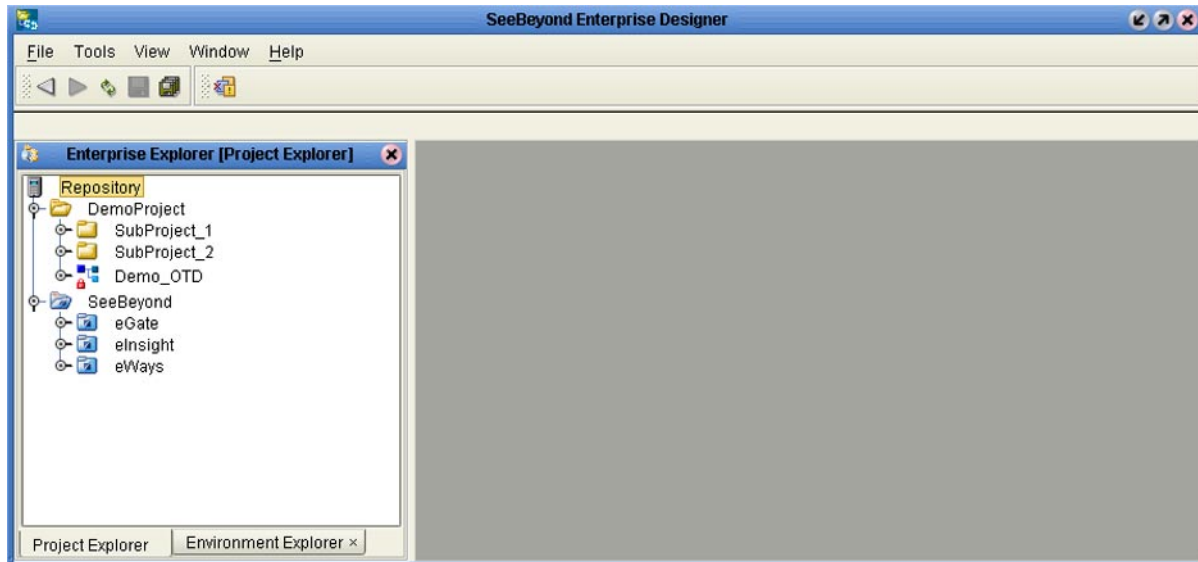 SeeBeyond Enterprise Designer
File Tools View Window Help
Enterprise Explorer [Project Explorer]
Repository
DemoProject
SubProject_1
SubProject_2
Demo_OTD
SeeBeyond
eGate
eInsight
eWays
Project Explorer Environment Explorer ×